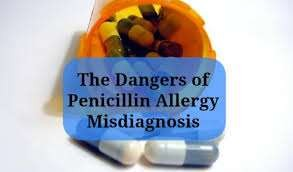 The Dangers of
Penicillin Allergy
Misdiagnosis